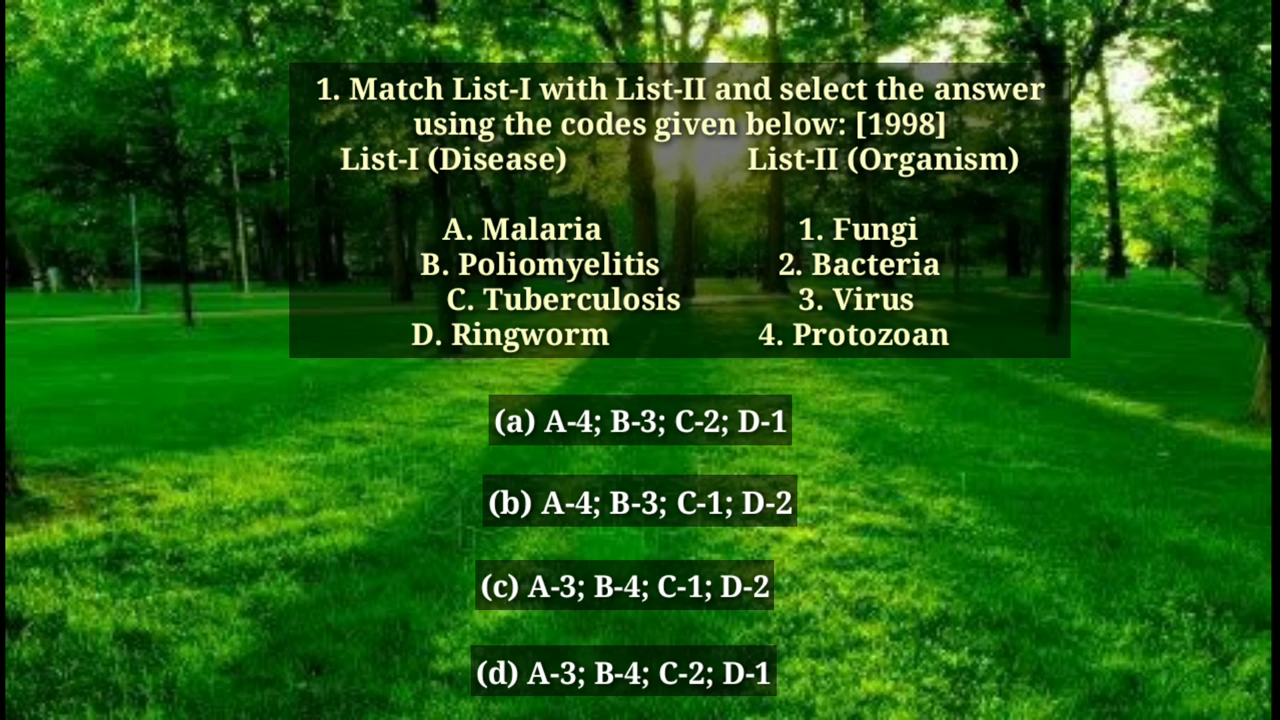 1. Match List-I with List-II and select the answer
using the codes given below: [1998]
List-I (Disease) List-II (Organism)
A. Malaria 1. Fungi
B. Poliomyelitis 2. Bacteria
C. Tuberculosis 3. Virus
D. Ringworm 4. Protozoan
(a) A-4; B-3; C-2; D-1
(b) A-4; B-3; C-1; D-2
(c) A-3; B-4; C-1; D-2
(d) A-3; B-4; C-2; D-1